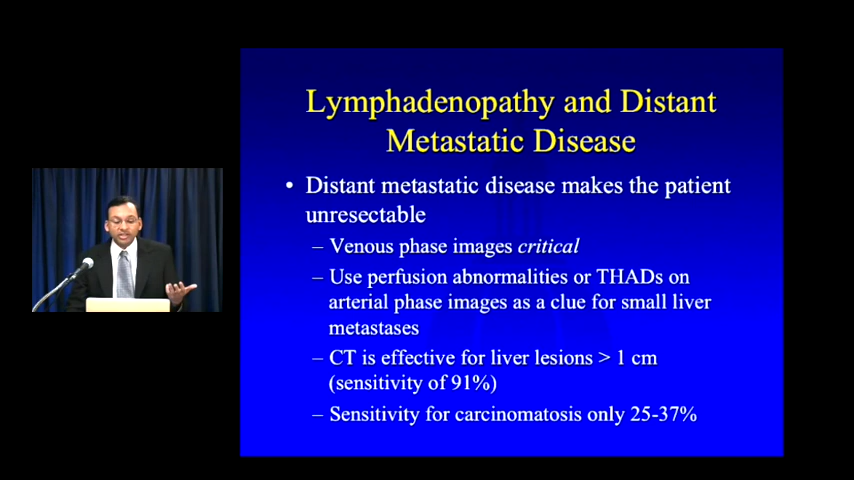 Lymphadenopathy and Distant
Metastatic Disease
• Distant metastatic disease makes the patient
unresectable
– Venous phase images critical
– Use perfusion abnormalities or THADs on
arterial phase images as a clue for small liver
metastases
– CT is effective for liver lesions > 1 cm
(sensitivity of 91%)
– Sensitivity for carcinomatosis only 25-37%